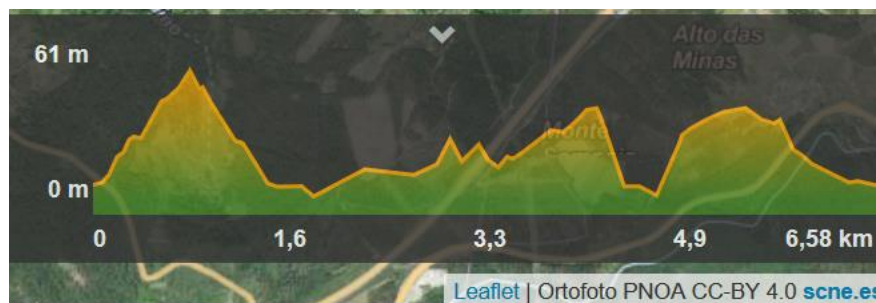 Alto das
Minas
61 m
Monte
0 m
0
1,6
3,3
4,9
6,58 km
Leaflet | Ortofoto PNOA CC-BY 4.0 scne.es